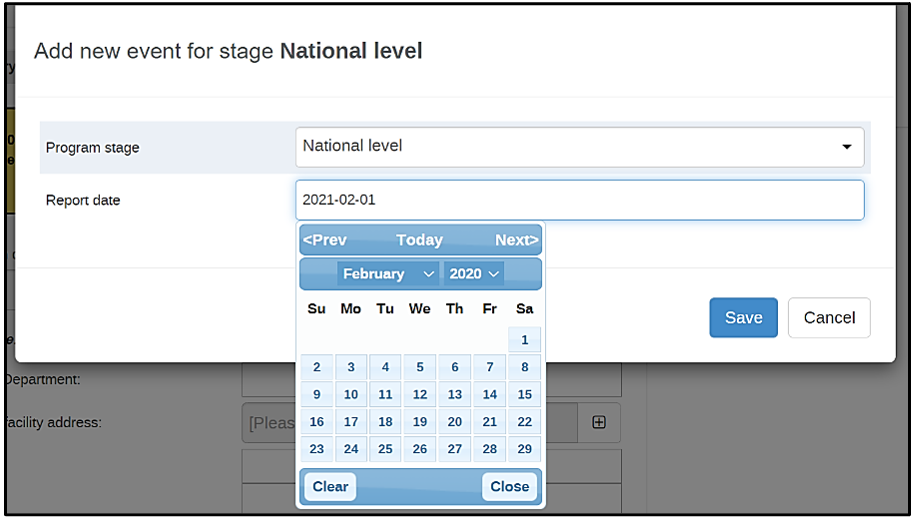 Add new event for stage National level
Program stage National level
Report date 2021-02-01
<Prev Today Next>
February 2020
Su Mo Tu We Th Fr Sa
1
2 3 4 5 6 7 8
9 10 11 12 13 14 15
16 17 18 19 20 21 22
23 24 25 26 27 28 29
Clear Close
Save Cancel
Department:
facility address: [Pleas